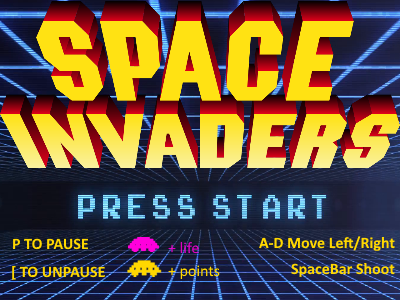 SPACE
INVADERS
PRESS START
P TO PAUSE
+ life
A-D Move Left/Right
[ TO UNPAUSE
+ points
SpaceBar Shoot